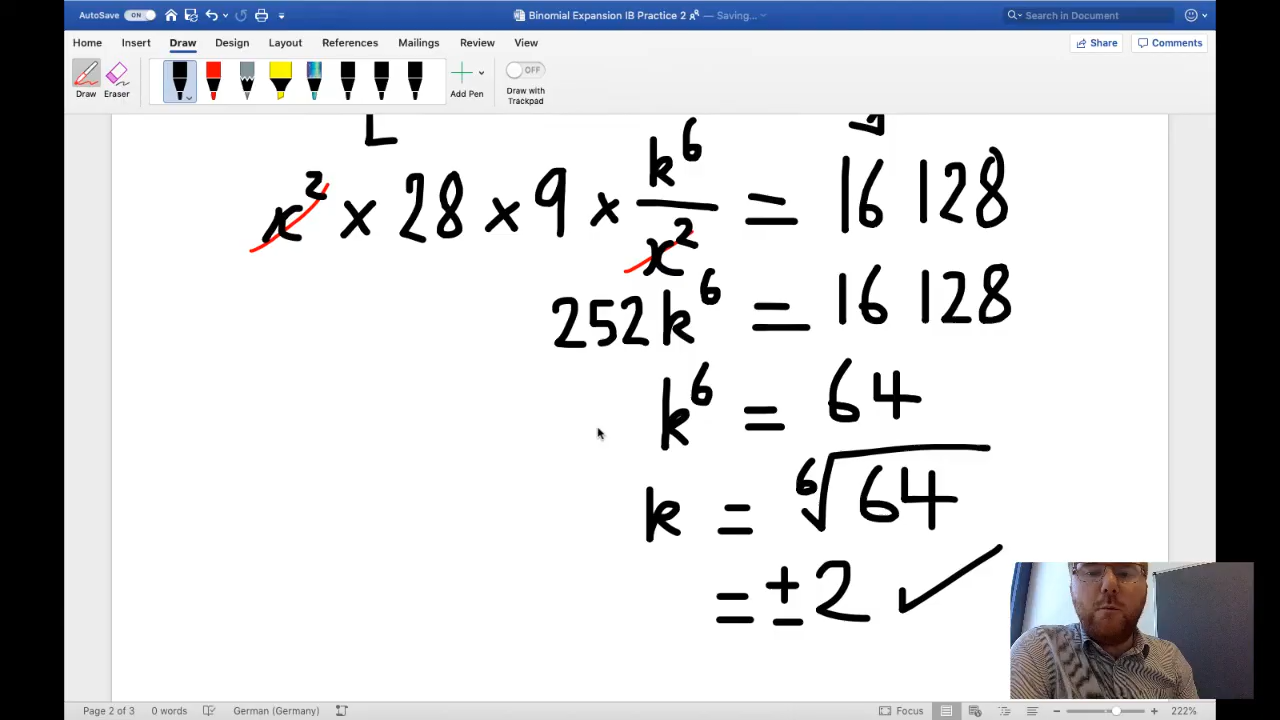 AutoSave ON Binomial Expansion IB Practice 2 — Saving... Search in Document
Home Insert Draw Design Layout References Mailings Review View Share Comments
Draw Eraser Add Pen OFF Draw with Trackpad
x² × 28 × 9 × k⁶/x² = 16 128
252k⁶ = 16 128
k⁶ = 64
k = ⁶√64
= ±2 ✓
Page 2 of 3 0 words German (Germany) Focus 222%